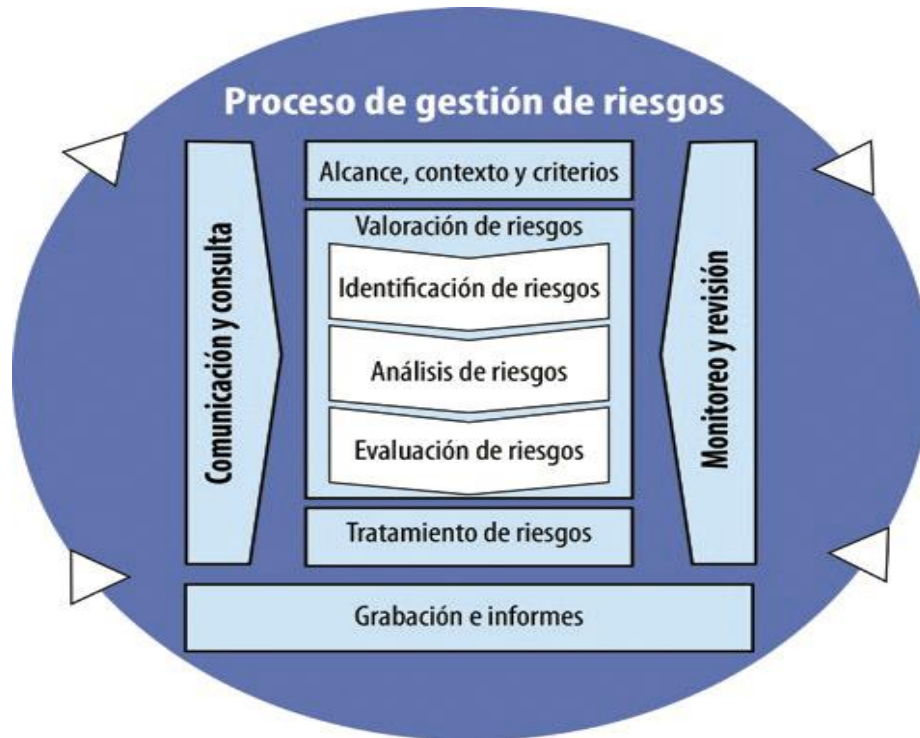 Proceso de gestión de riesgos
Comunicación y consulta
Alcance, contexto y criterios
Valoración de riesgos
Identificación de riesgos
Análisis de riesgos
Evaluación de riesgos
Tratamiento de riesgos
Monitoreo y revisión
Grabación e informes